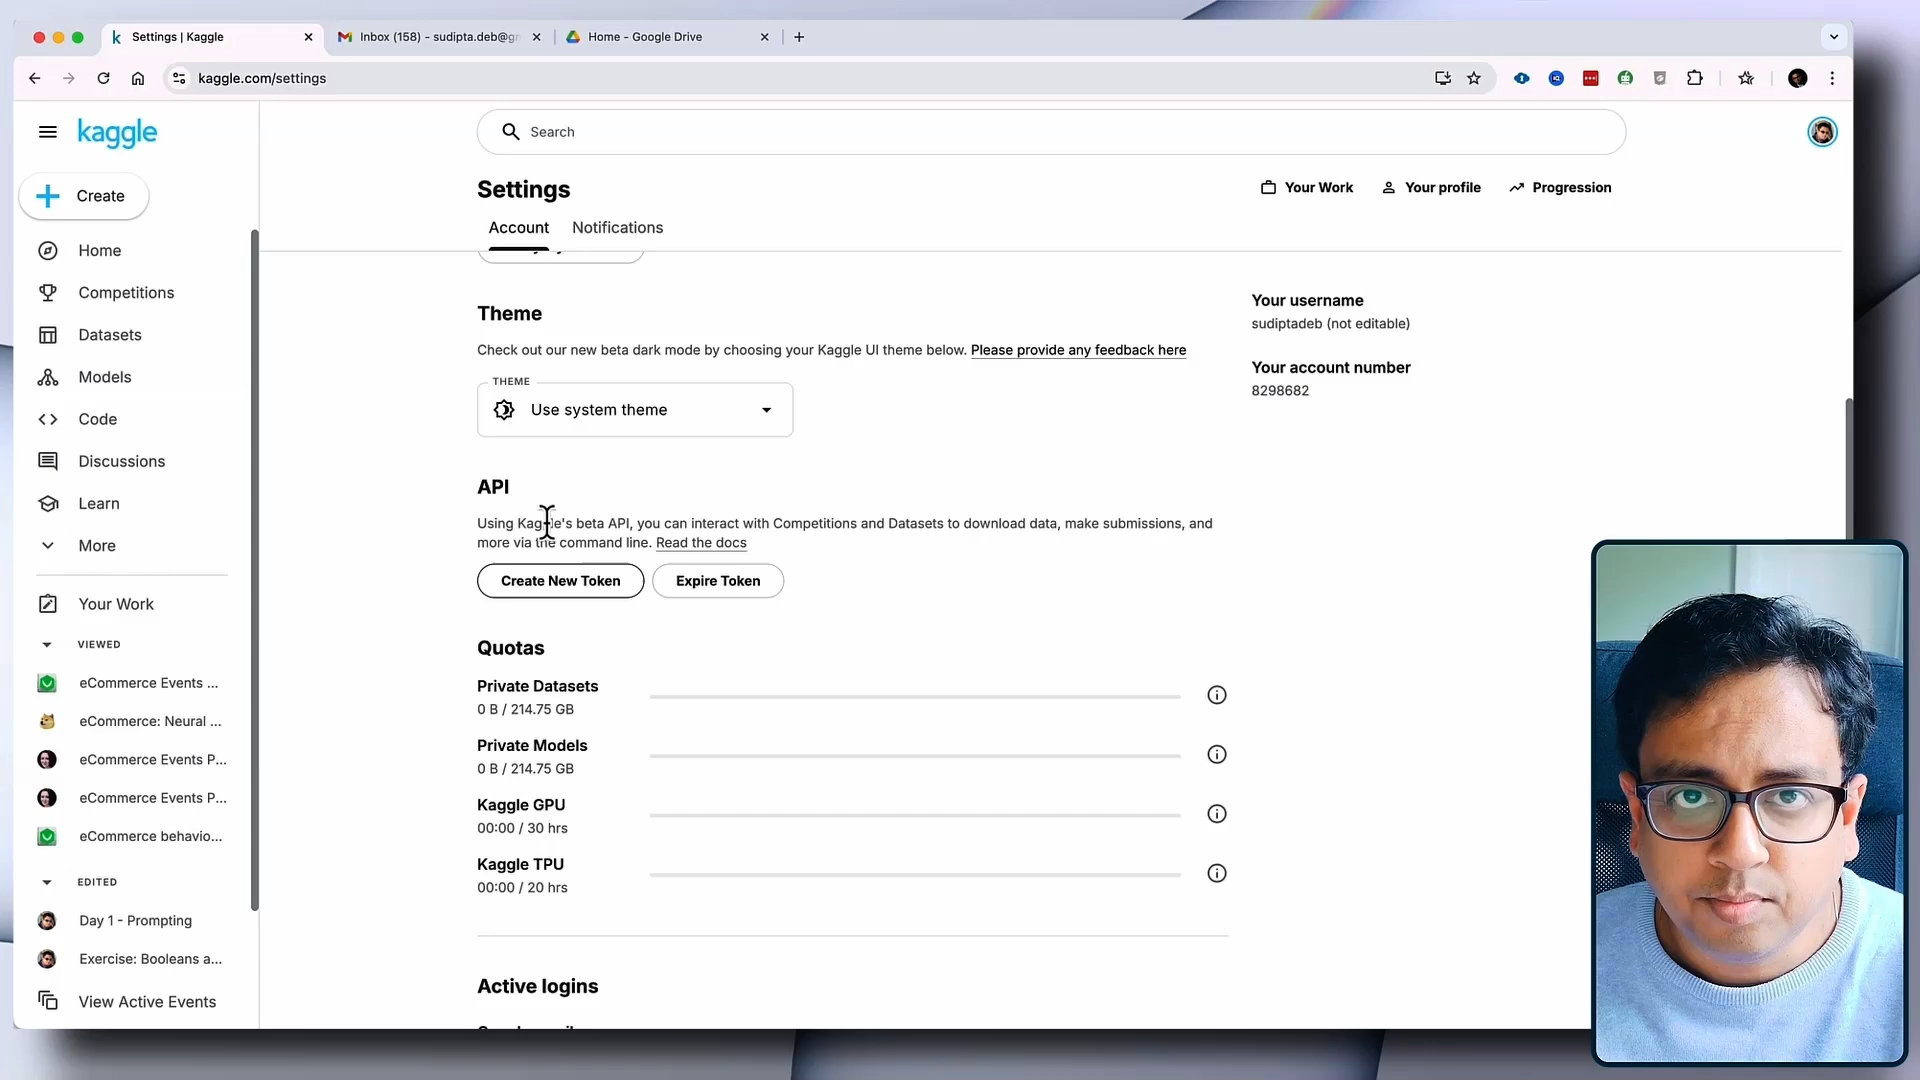 Settings | Kaggle
Inbox (158) - sudipta.deb@gm
Home - Google Drive
kaggle.com/settings
kaggle
Search
Create
Settings
Your Work
Your profile
Progression
Account
Notifications
Home
Competitions
Datasets
Models
Code
Discussions
Learn
More
Your Work
VIEWED
eCommerce Events ...
eCommerce: Neural ...
eCommerce Events P...
eCommerce Events P...
eCommerce behavio...
EDITED
Day 1 - Prompting
Exercise: Booleans a...
View Active Events
Theme
Check out our new beta dark mode by choosing your Kaggle UI theme below. Please provide any feedback here
THEME
Use system theme
API
Using Kaggle's beta API, you can interact with Competitions and Datasets to download data, make submissions, and
more via the command line. Read the docs
Create New Token
Expire Token
Quotas
Private Datasets
0 B / 214.75 GB
Private Models
0 B / 214.75 GB
Kaggle GPU
00:00 / 30 hrs
Kaggle TPU
00:00 / 20 hrs
Active logins
Your username
sudiptadeb (not editable)
Your account number
8298682